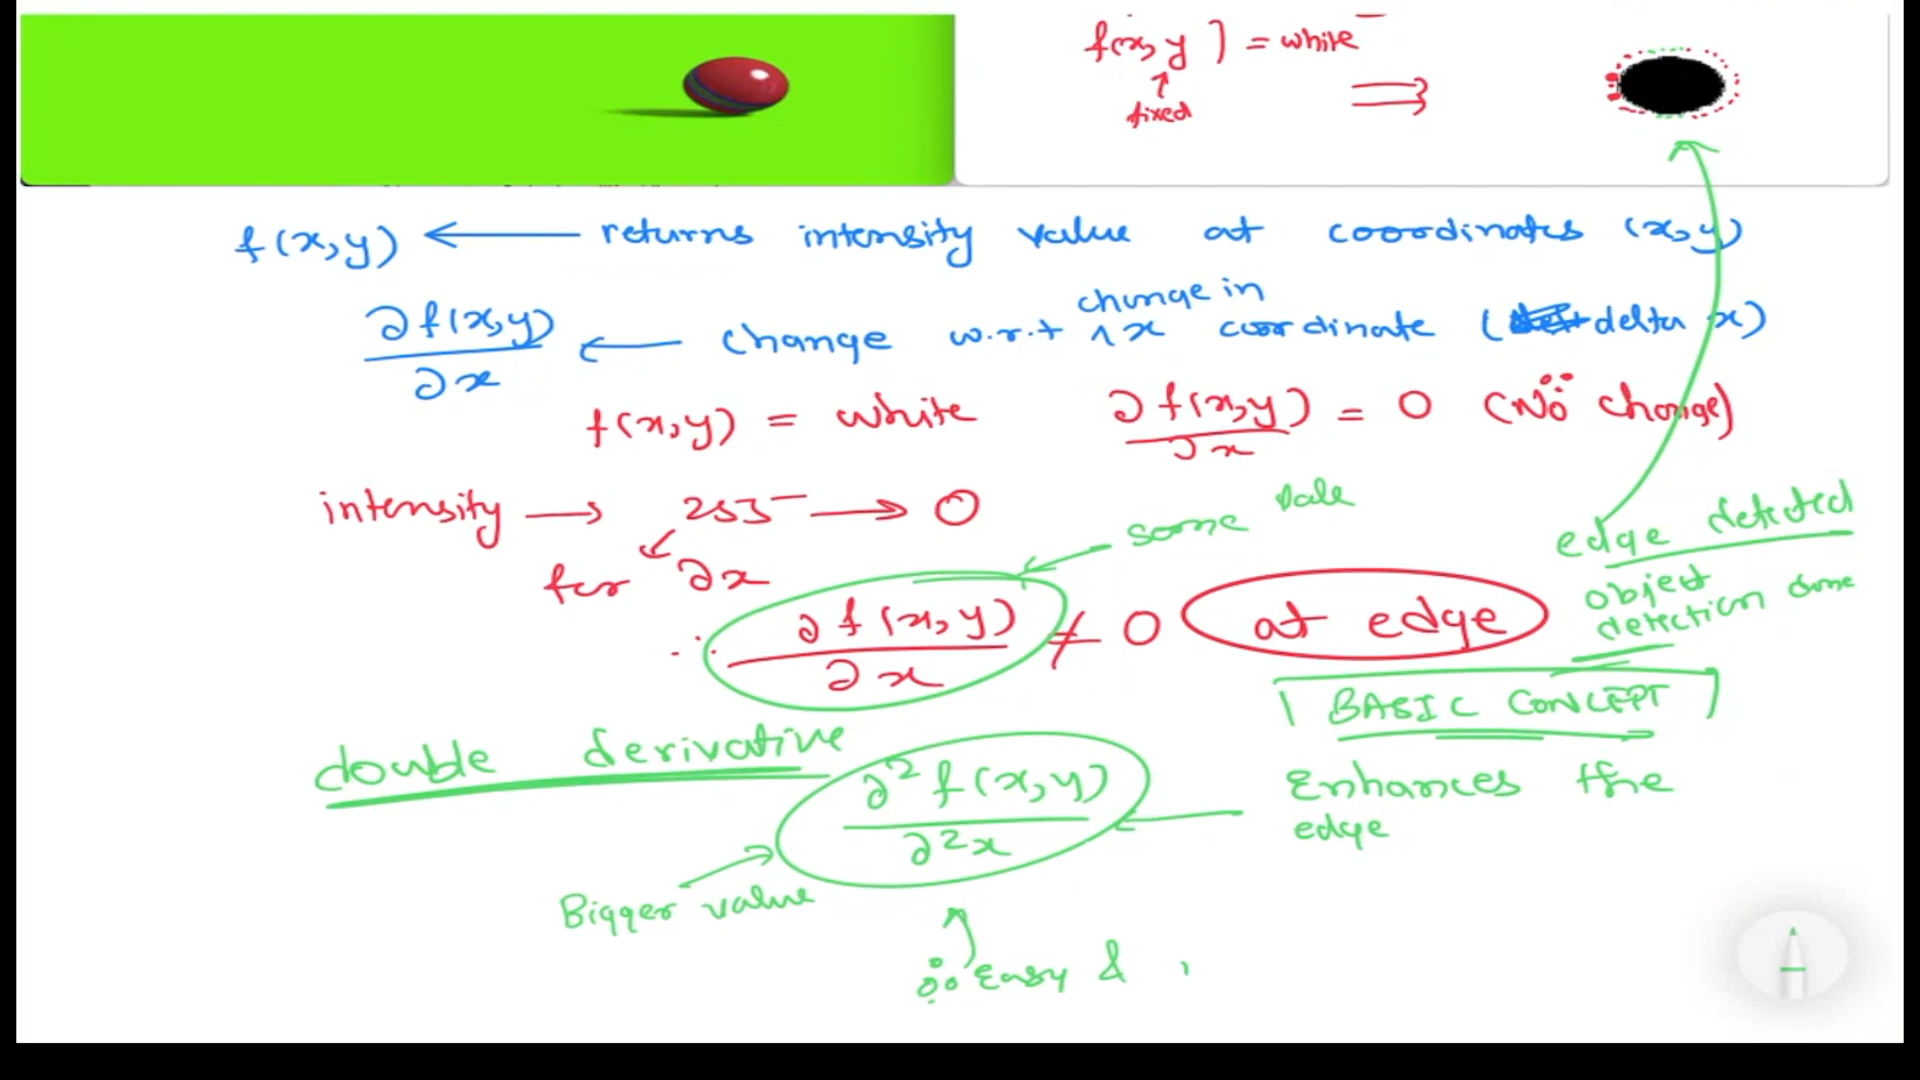 f(x, y) = white
fixed
f(x,y) ← returns intensity value at coordinates (x,y)
change in
∂f(x,y)/∂x ← change w.r.t ^ x coordinate (delta x)
f(x,y) = white ∂f(x,y)/∂x = 0 (No change)
intensity → 255 → 0
some
for ∂x
edge detected
object
detection done
∴ ∂f(x,y)/∂x ≠ 0 at edge
BASIC CONCEPT
double derivative ∂²f(x,y)/∂²x
Enhances the
edge
Bigger value
∴ Easy &